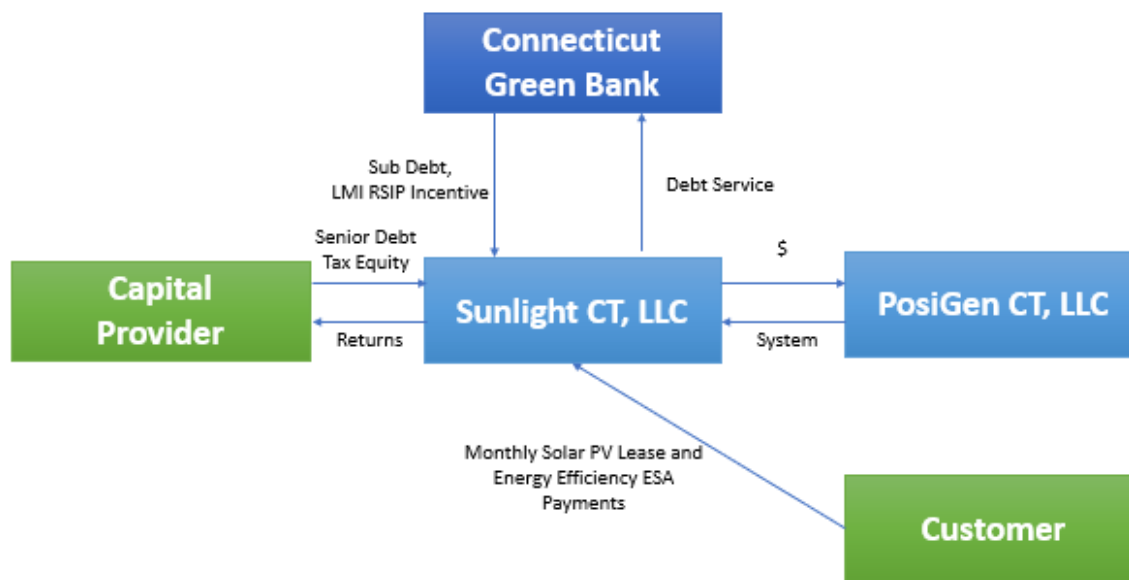 Connecticut
Green Bank
Sub Debt,
LMI RSIP Incentive
Debt Service
Senior Debt
Tax Equity
$
Capital
Provider
Sunlight CT, LLC
PosiGen CT, LLC
Returns
System
Monthly Solar PV Lease and
Energy Efficiency ESA
Payments
Customer